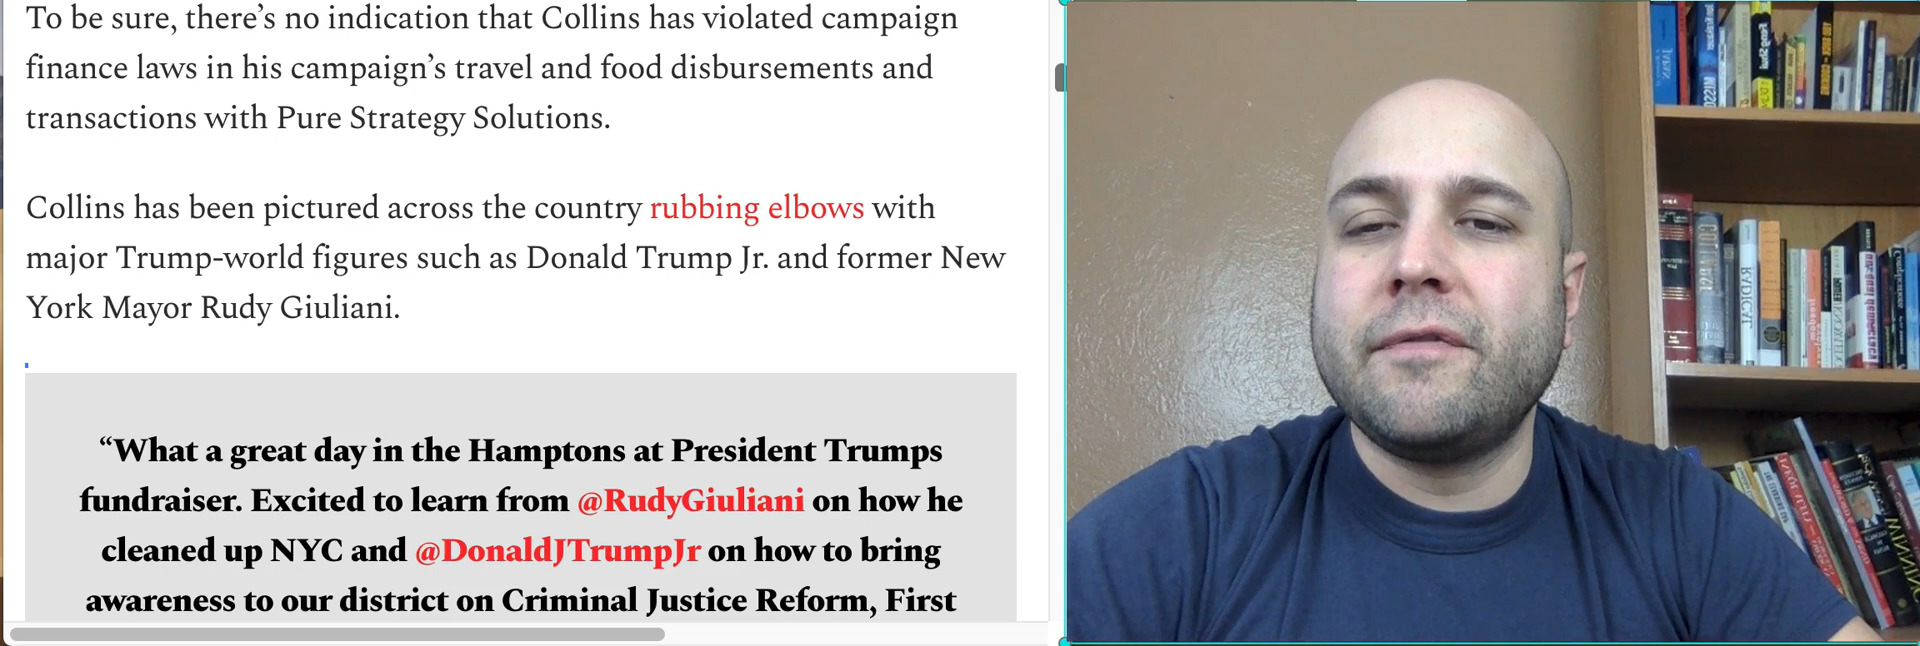 To be sure, there’s no indication that Collins has violated campaign
finance laws in his campaign’s travel and food disbursements and
transactions with Pure Strategy Solutions.
Collins has been pictured across the country rubbing elbows with
major Trump-world figures such as Donald Trump Jr. and former New
York Mayor Rudy Giuliani.
“What a great day in the Hamptons at President Trumps
fundraiser. Excited to learn from @RudyGiuliani on how he
cleaned up NYC and @DonaldJTrumpJr on how to bring
awareness to our district on Criminal Justice Reform, First
RADICAL